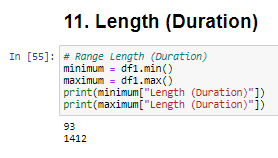 11. Length (Duration)
In [55]: # Range Length (Duration)
minimum = df1.min()
maximum = df1.max()
print(minimum["Length (Duration)"])
print(maximum["Length (Duration)"])
93
1412